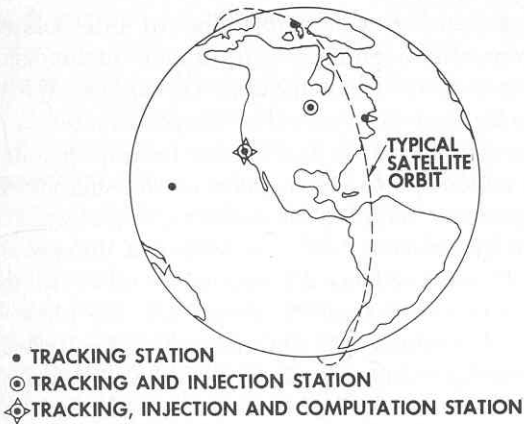 TYPICAL
SATELLITE
ORBIT
• TRACKING STATION
TRACKING AND INJECTION STATION
TRACKING, INJECTION AND COMPUTATION STATION